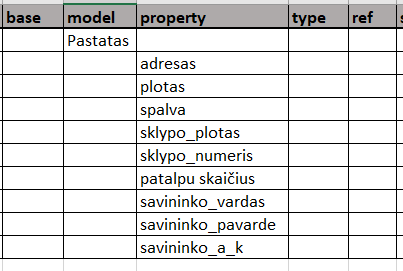 base model property type ref
Pastatas
adresas
plotas
spalva
sklypo_plotas
sklypo_numeris
patalpu skaičius
savininko_vardas
savininko_pavarde
savininko_a_k